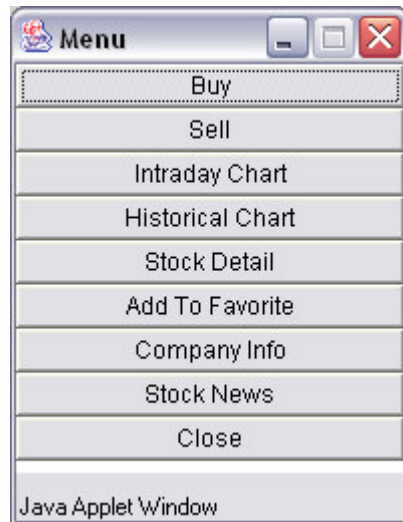 Menu
Buy
Sell
Intraday Chart
Historical Chart
Stock Detail
Add To Favorite
Company Info
Stock News
Close
Java Applet Window